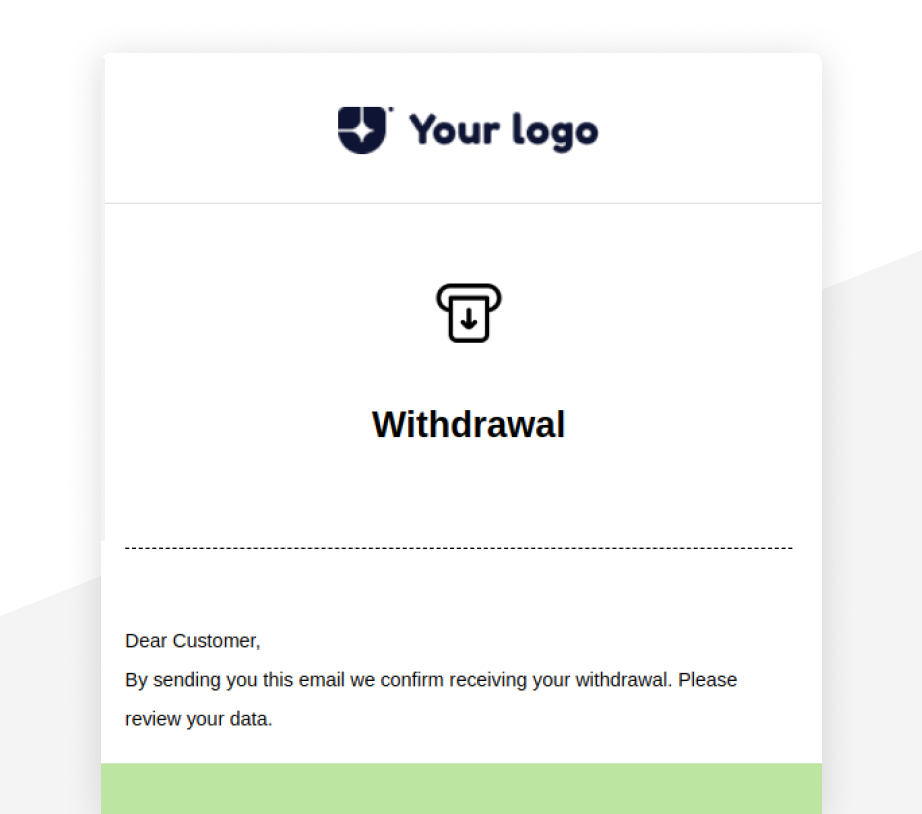 Your logo
Withdrawal
Dear Customer,
By sending you this email we confirm receiving your withdrawal. Please
review your data.